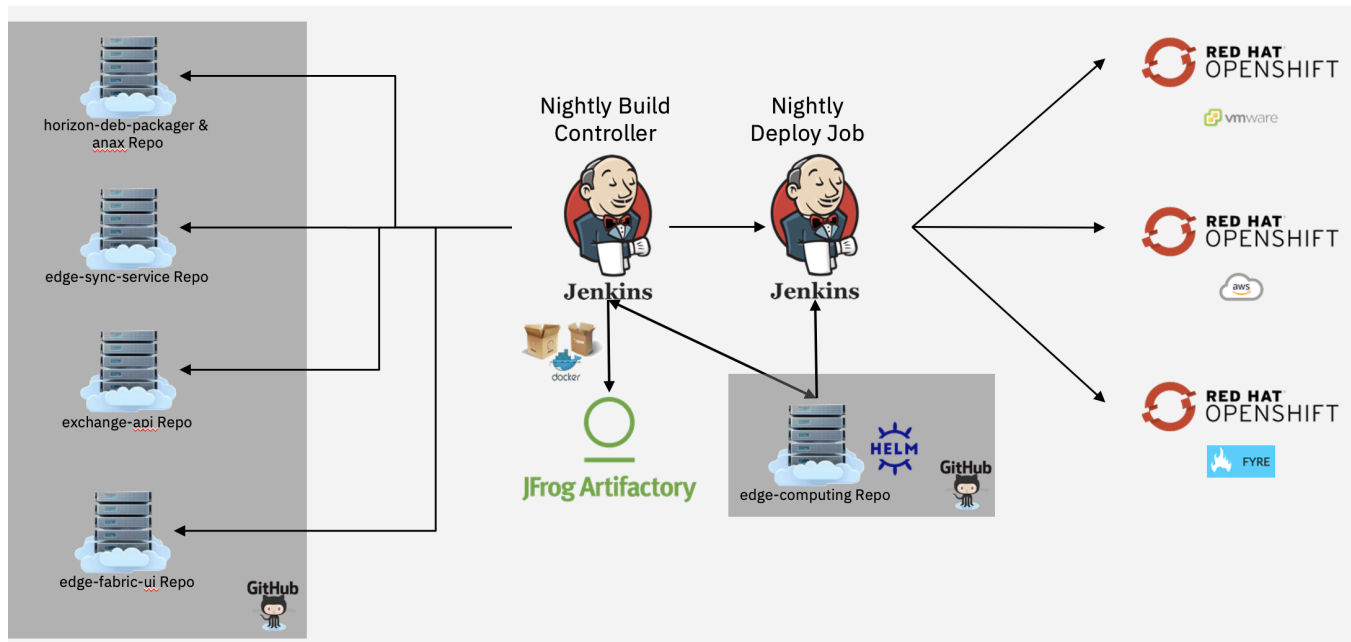 horizon-deb-packager &
anax Repo
edge-sync-service Repo
exchange-api Repo
edge-fabric-ui Repo
GitHub
Nightly Build
Controller
Jenkins
docker
JFrog Artifactory
Nightly
Deploy Job
Jenkins
HELM
edge-computing Repo
GitHub
RED HAT
OPENSHIFT
vmware
RED HAT
OPENSHIFT
aws
RED HAT
OPENSHIFT
FYRE